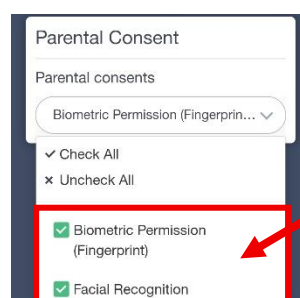 Parental Consent
Parental consents
Biometric Permission (Fingerprin...
Check All
Uncheck All
Biometric Permission
(Fingerprint)
Facial Recognition